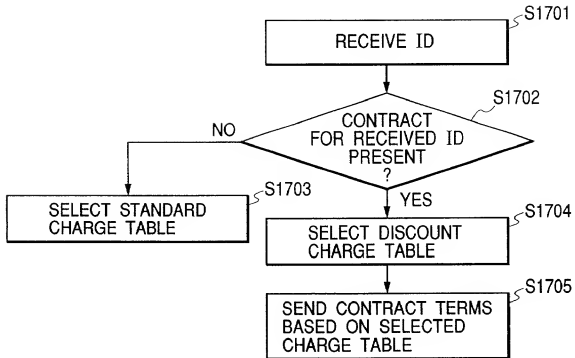 S1701
RECEIVE ID
S1702
CONTRACT
FOR RECEIVED ID
PRESENT
?
NO
YES
S1703
SELECT STANDARD
CHARGE TABLE
S1704
SELECT DISCOUNT
CHARGE TABLE
S1705
SEND CONTRACT TERMS
BASED ON SELECTED
CHARGE TABLE